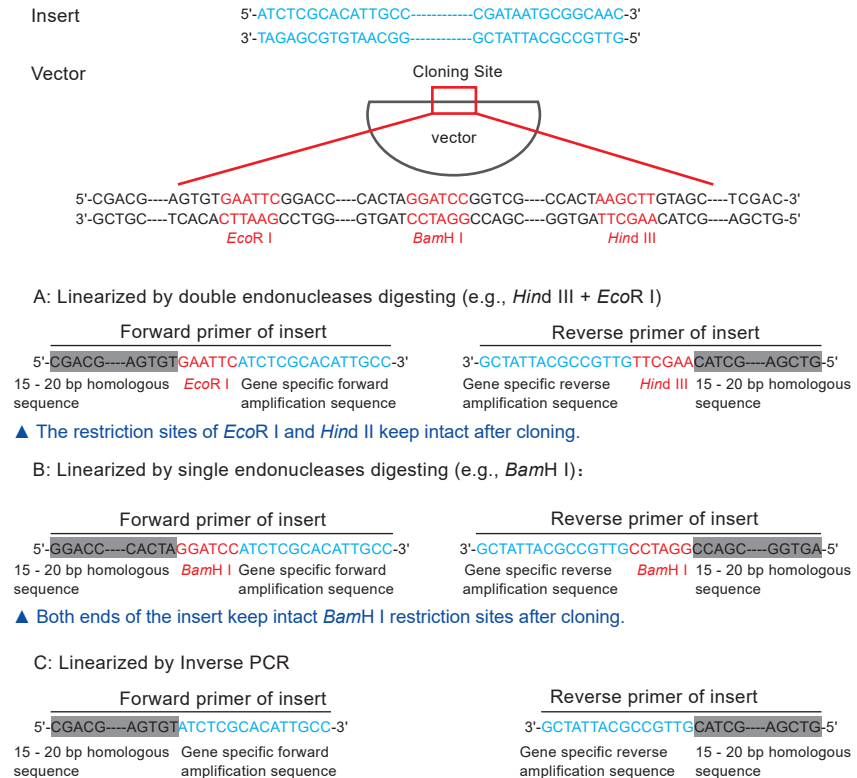 Insert
5'-ATCTCGCACATTGCC------------CGATAATGCGGCAAC-3'
3'-TAGAGCGTGTAACGG------------GCTATTACGCCGTTG-5'
Vector
Cloning Site
vector
5'-CGACG----AGTGTGAATTCGGACC----CACTAGGATCCGGTCG----CCACTAAGCTTGTAGC----TCGAC-3'
3'-GCTGC----TCACACTTAAGCCTGG----GTGATCCTAGGCCAGC----GGTGATTCGAACATCG----AGCTG-5'
EcoR I BamH I Hind III
A: Linearized by double endonucleases digesting (e.g., Hind III + EcoR I)
Forward primer of insert Reverse primer of insert
5'-CGACG----AGTGTGAATTCATCTCGCACATTGCC-3' 3'-GCTATTACGCCGTTGTTCGAACATCG----AGCTG-5'
15 - 20 bp homologous EcoR I Gene specific forward Gene specific reverse Hind III 15 - 20 bp homologous
sequence amplification sequence amplification sequence sequence
▲ The restriction sites of EcoR I and Hind II keep intact after cloning.
B: Linearized by single endonucleases digesting (e.g., BamH I):
Forward primer of insert Reverse primer of insert
5'-GGACC----CACTAGGATCCATCTCGCACATTGCC-3' 3'-GCTATTACGCCGTTGCCTAGGCCAGC----GGTGA-5'
15 - 20 bp homologous BamH I Gene specific forward Gene specific reverse BamH I 15 - 20 bp homologous
sequence amplification sequence amplification sequence sequence
▲ Both ends of the insert keep intact BamH I restriction sites after cloning.
C: Linearized by Inverse PCR
Forward primer of insert Reverse primer of insert
5'-CGACG----AGTGTATCTCGCACATTGCC-3' 3'-GCTATTACGCCGTTGCATCG----AGCTG-5'
15 - 20 bp homologous Gene specific forward Gene specific reverse 15 - 20 bp homologous
sequence amplification sequence amplification sequence sequence